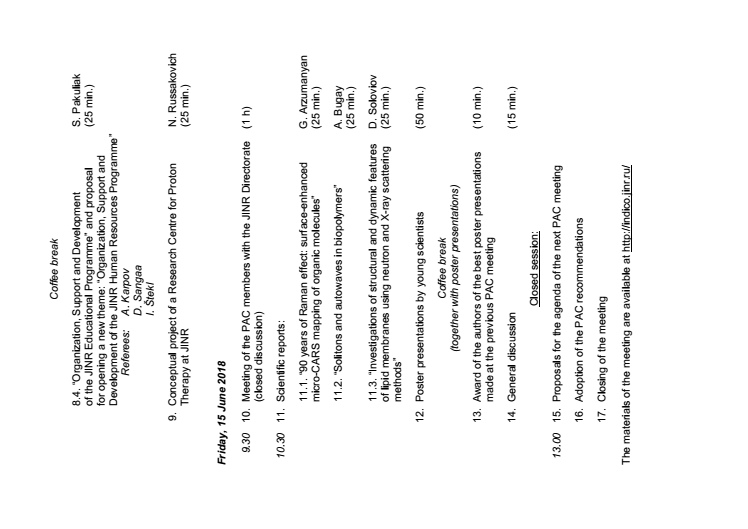 Coffee break
8.4. "Organization, Support and Development S. Pakuliak
of the JINR Educational Programme" and proposal (25 min.)
for opening a new theme: "Organization, Support and
Development of the JINR Human Resources Programme"
Referees: A. Karpov
D. Sangaa
I. Štekl
9. Conceptual project of a Research Centre for Proton N. Russakovich
Therapy at JINR (25 min.)
Friday, 15 June 2018
9.30 10. Meeting of the PAC members with the JINR Directorate (1 h)
(closed discussion)
10.30 11. Scientific reports:
11.1. "90 years of Raman effect: surface-enhanced G. Arzumanyan
micro-CARS mapping of organic molecules" (25 min.)
11.2. "Solitons and autowaves in biopolymers" A. Bugay
(25 min.)
11.3. "Investigations of structural and dynamic features D. Soloviov
of lipid membranes using neutron and X-ray scattering (25 min.)
methods"
12. Poster presentations by young scientists (50 min.)
Coffee break
(together with poster presentations)
13. Award of the authors of the best poster presentations (10 min.)
made at the previous PAC meeting
14. General discussion (15 min.)
Closed session:
13.00 15. Proposals for the agenda of the next PAC meeting
16. Adoption of the PAC recommendations
17. Closing of the meeting
The materials of the meeting are available at http://indico.jinr.ru/